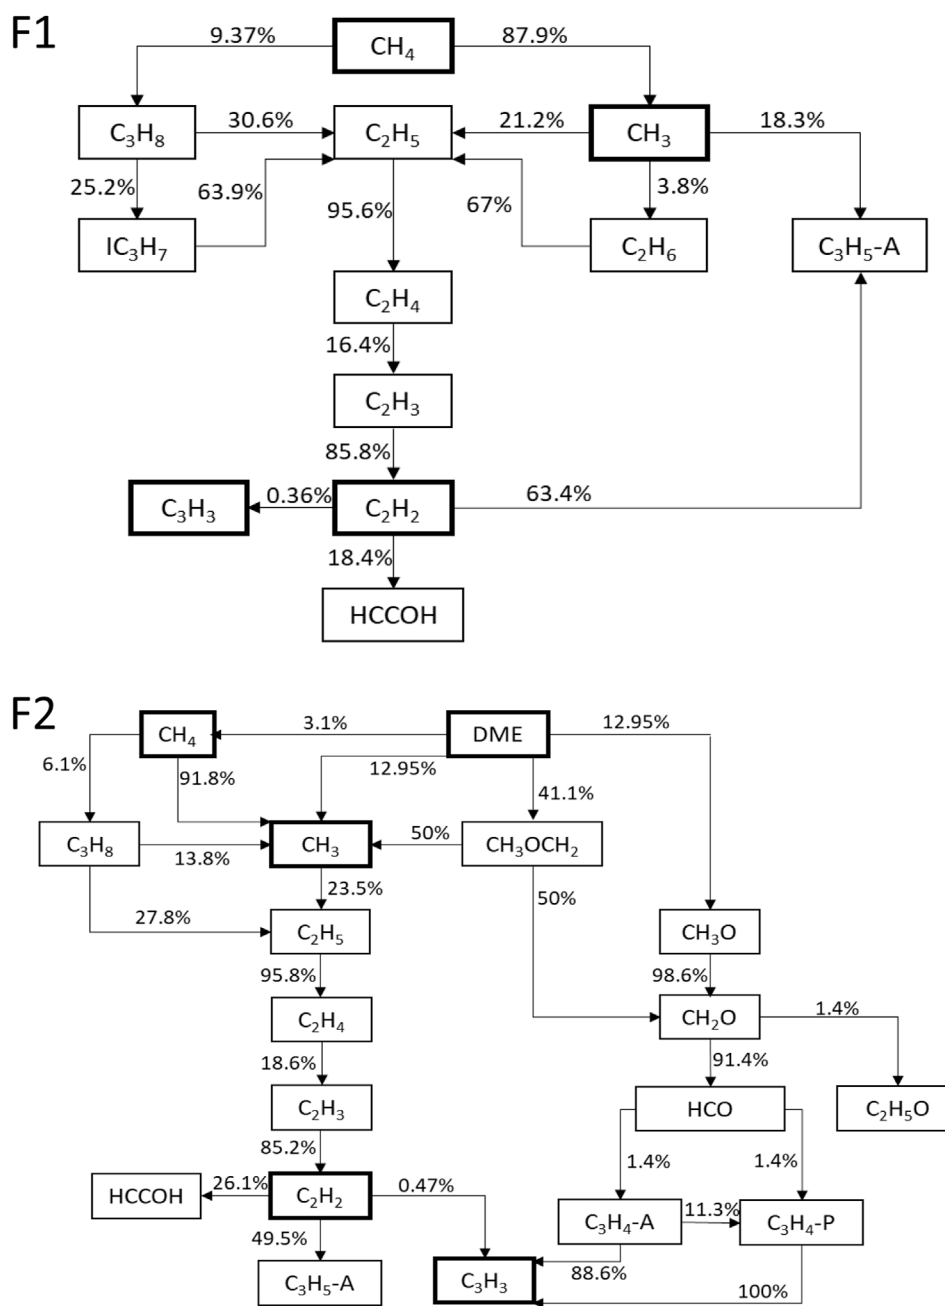 F1
9.37%
CH₄
87.9%
C₃H₈
30.6%
C₂H₅
21.2%
CH₃
18.3%
25.2%
63.9%
95.6%
67%
3.8%
IC₃H₇
C₂H₆
C₃H₅-A
C₂H₄
16.4%
C₂H₃
85.8%
C₃H₃
0.36%
C₂H₂
63.4%
18.4%
HCCOH
F2
CH₄
3.1%
DME
12.95%
6.1%
91.8%
12.95%
41.1%
C₃H₈
13.8%
CH₃
50%
CH₃OCH₂
23.5%
50%
27.8%
C₂H₅
CH₃O
95.8%
98.6%
C₂H₄
CH₂O
1.4%
18.6%
91.4%
C₂H₃
HCO
C₂H₅O
85.2%
1.4%
1.4%
HCCOH
26.1%
C₂H₂
0.47%
49.5%
C₃H₄-A
11.3%
C₃H₄-P
C₃H₅-A
C₃H₃
88.6%
100%